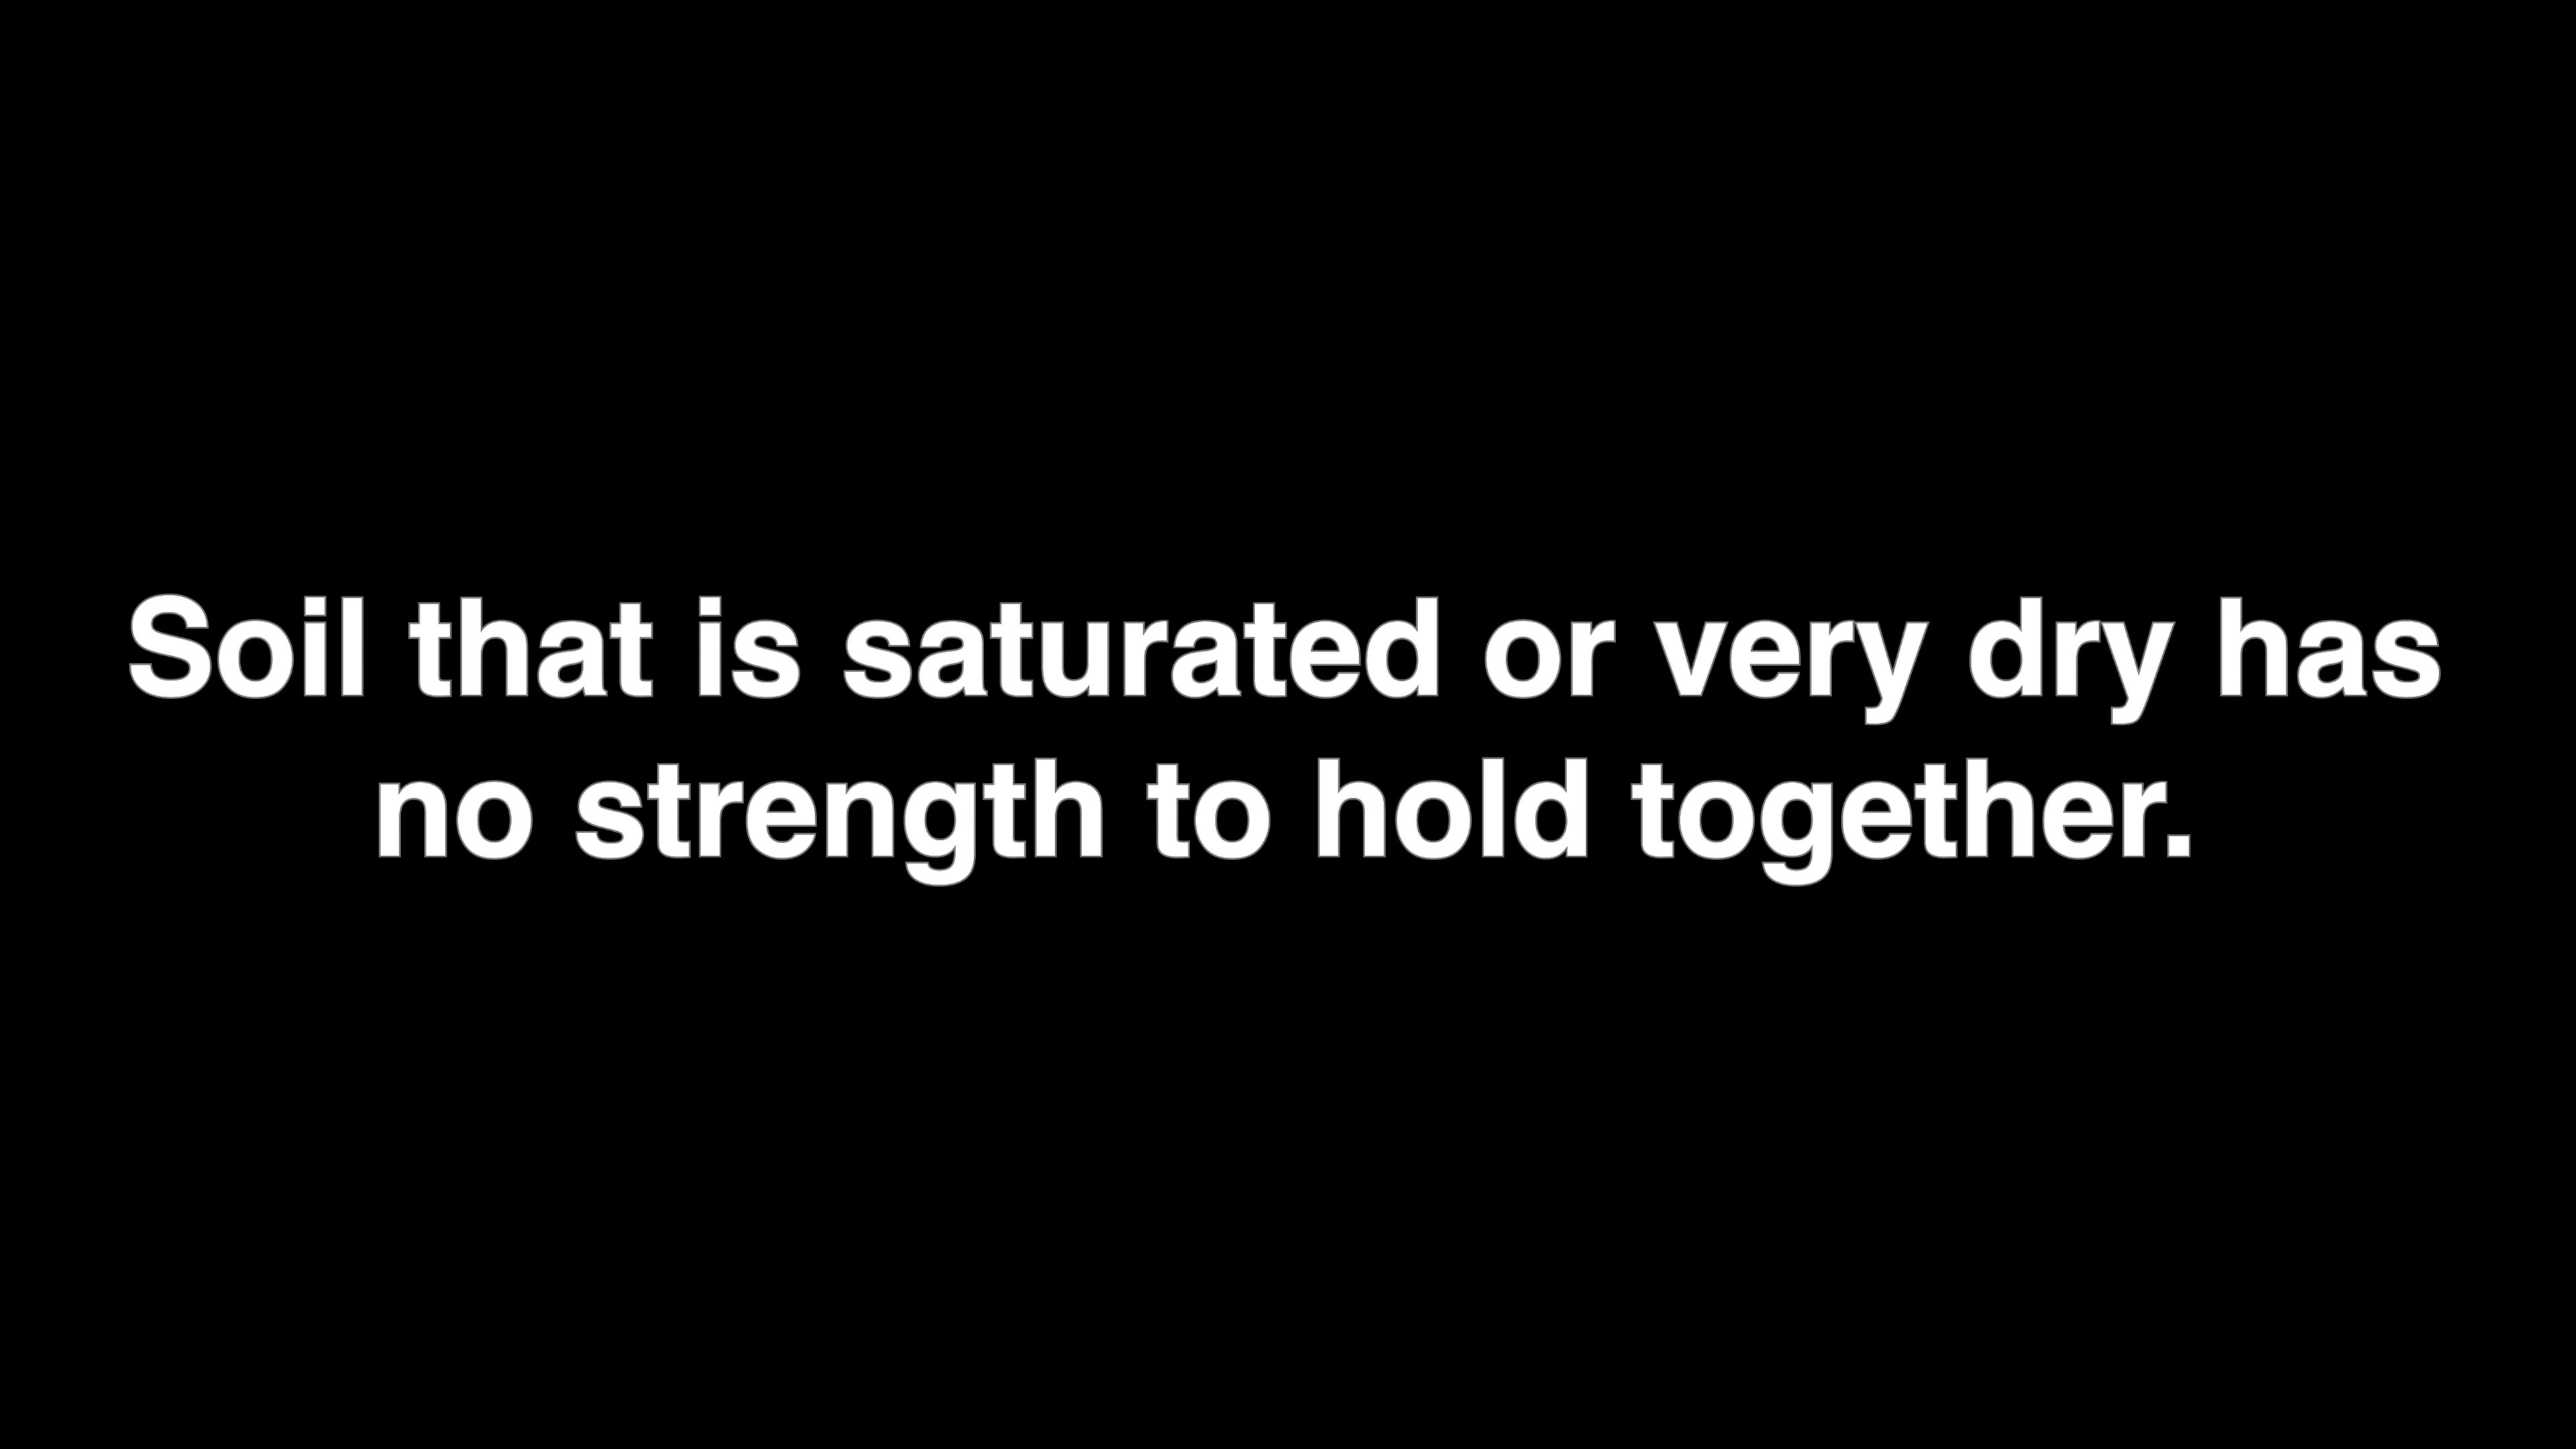 Soil that is saturated or very dry has
no strength to hold together.